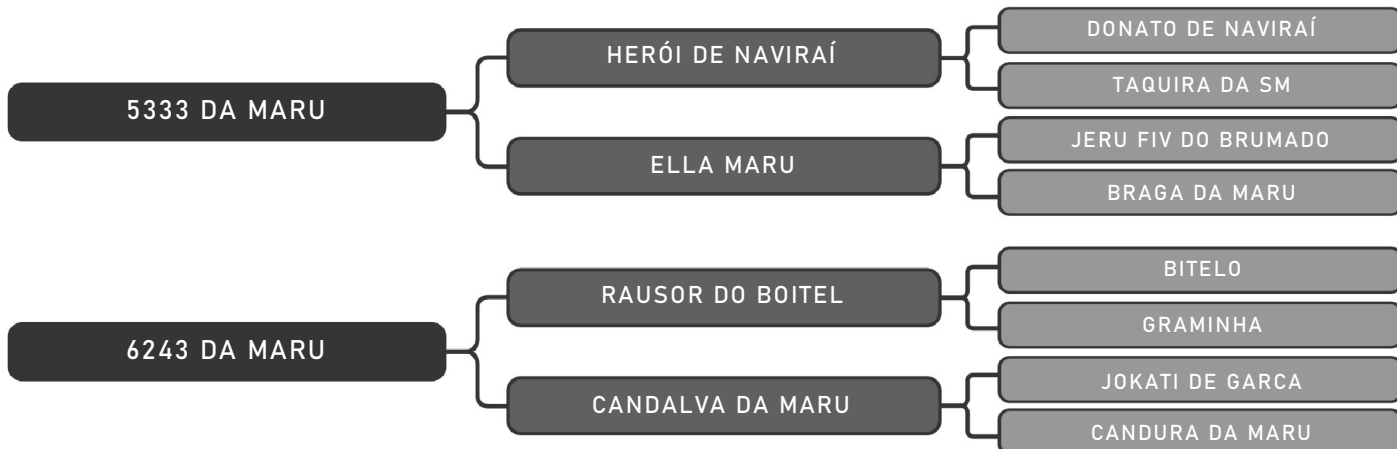 5333 DA MARU
HERÓI DE NAVIRAÍ
DONATO DE NAVIRAÍ
TAQUIRA DA SM
ELLA MARU
JERU FIV DO BRUMADO
BRAGA DA MARU
6243 DA MARU
RAUSOR DO BOITEL
BITELO
GRAMINHA
CANDALVA DA MARU
JOKATI DE GARCA
CANDURA DA MARU